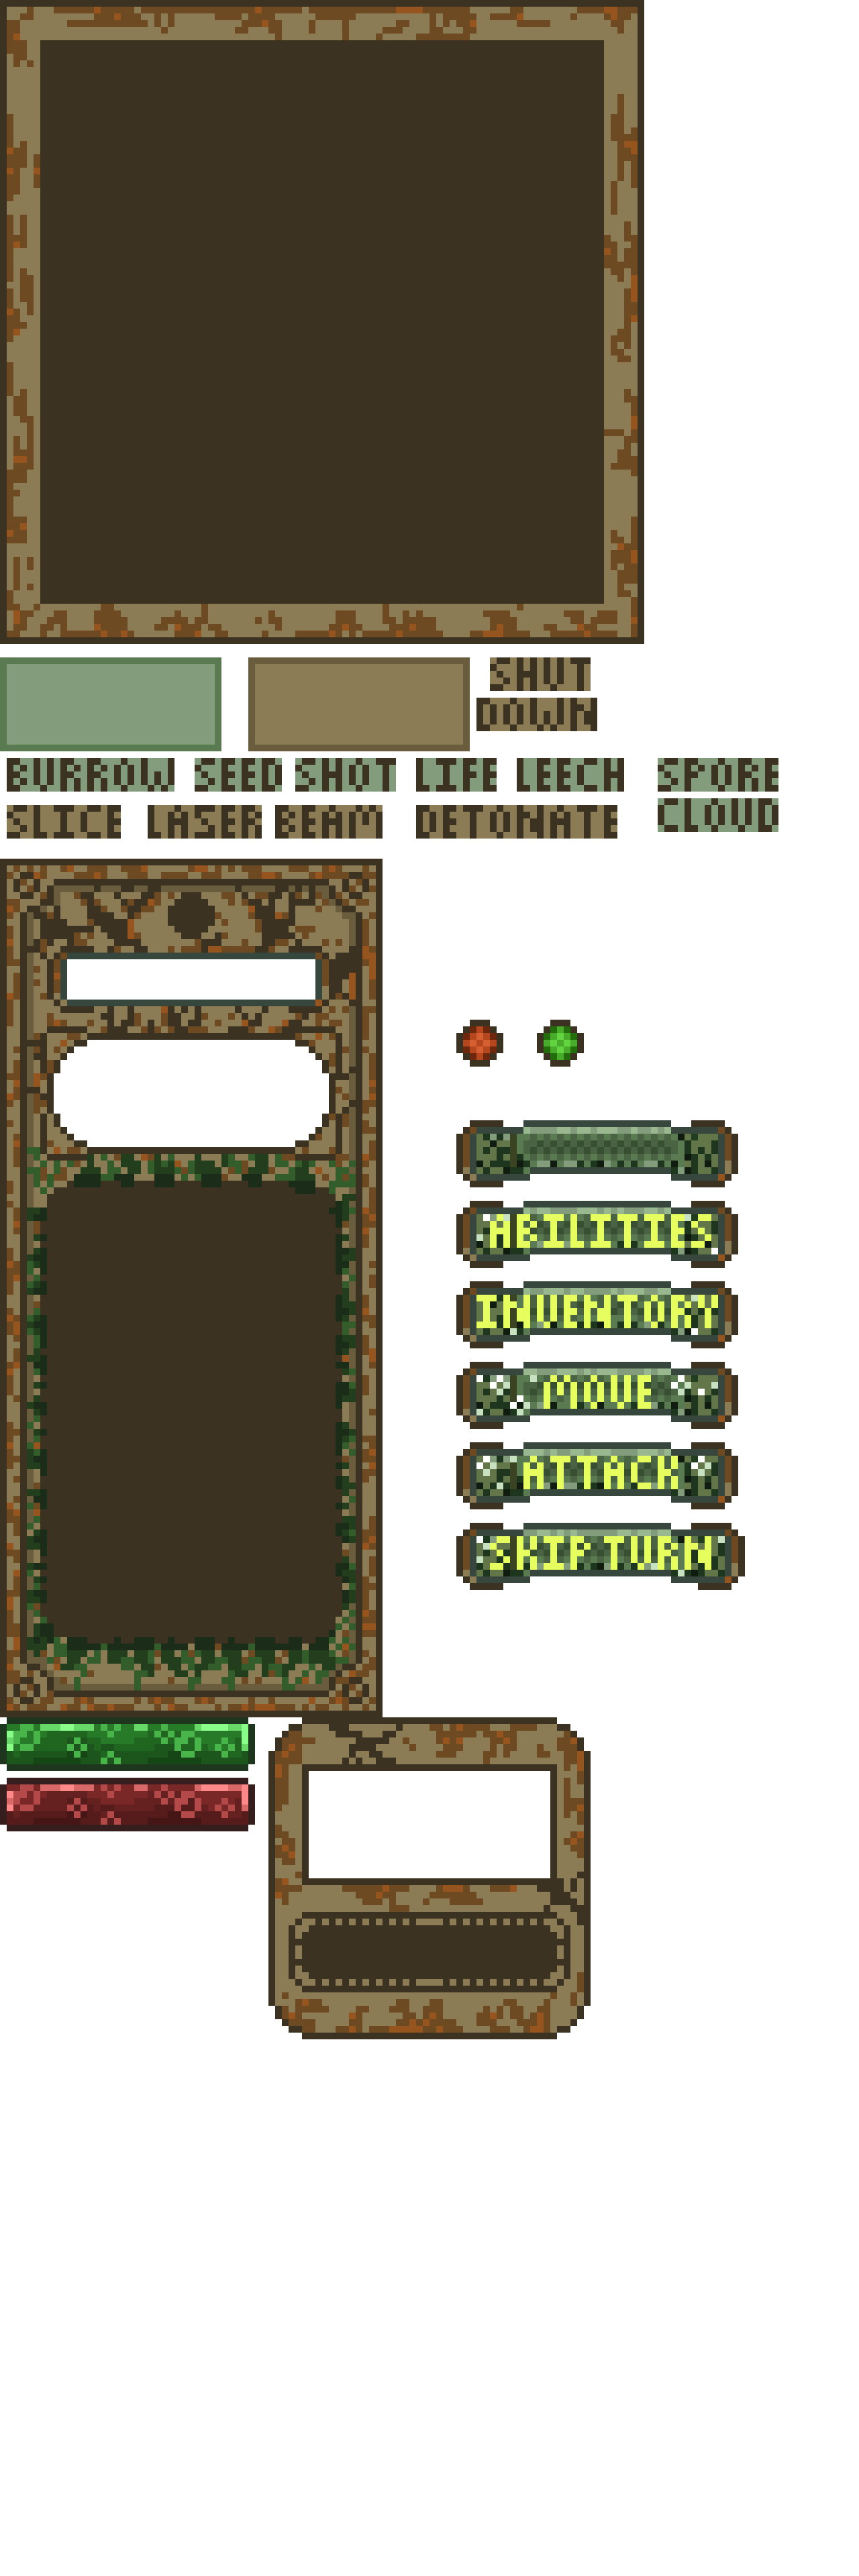 SHUT
DOWN
BURROW SEED SHOT LIFE LEECH SPORE
CLOUD
SLICE LASER BEAM DETONATE
ABILITIES
INVENTORY
MOVE
ATTACK
SKIP TURN